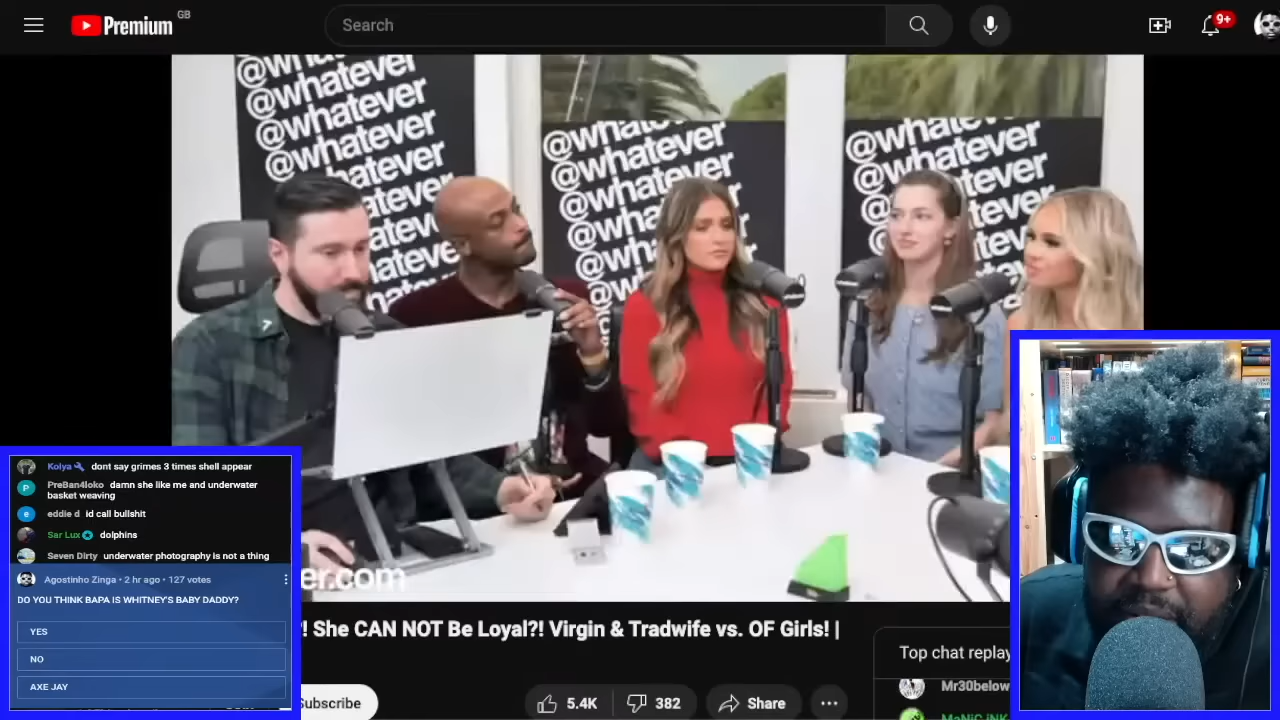 Premium GB
Search
9+
@whatever
@whatever
@whatever
@whatever
@whatever
@whatever
@whatever
@whatever
@whatever
@whatever
@whatever
@whatever
@whatever
er.com
?! She CAN NOT Be Loyal?! Virgin & Tradwife vs. OF Girls! |
Subscribe
5.4K
382
Share
Top chat replay
Mr30below
MaNiC iNK
Kolya dont say grimes 3 times shell appear
PreBan4loko damn she like me and underwater
basket weaving
eddie d id call bullshit
Sar Lux dolphins
Seven Dirty underwater photography is not a thing
Agostinho Zinga • 2 hr ago • 127 votes
DO YOU THINK BAPA IS WHITNEY'S BABY DADDY?
YES
NO
AXE JAY